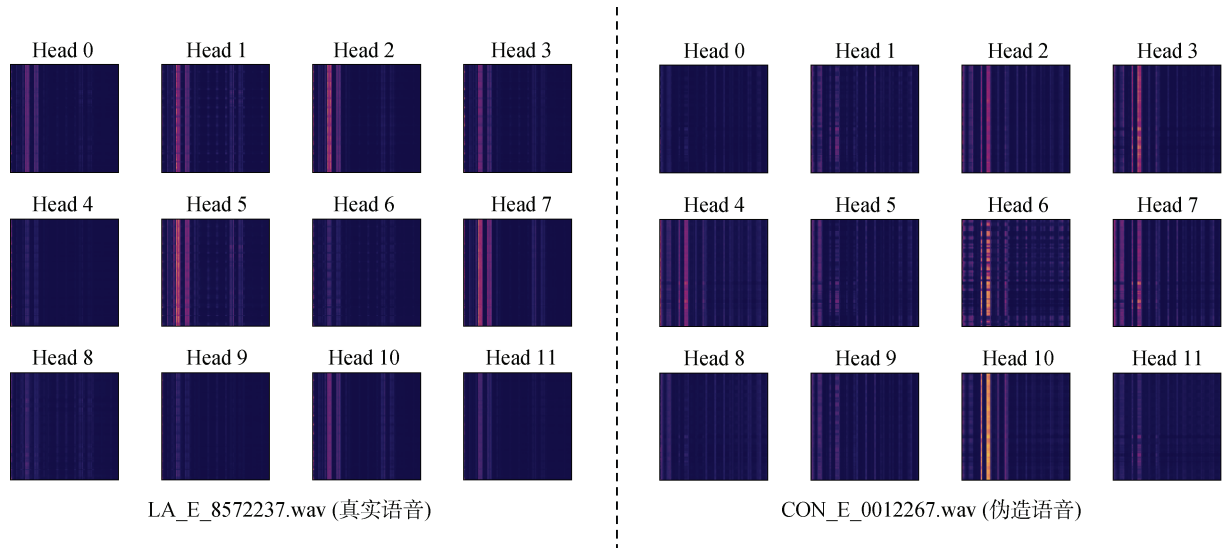 Head 0 Head 1 Head 2 Head 3
Head 4 Head 5 Head 6 Head 7
Head 8 Head 9 Head 10 Head 11
LA_E_8572237.wav (真实语音)
Head 0 Head 1 Head 2 Head 3
Head 4 Head 5 Head 6 Head 7
Head 8 Head 9 Head 10 Head 11
CON_E_0012267.wav (伪造语音)